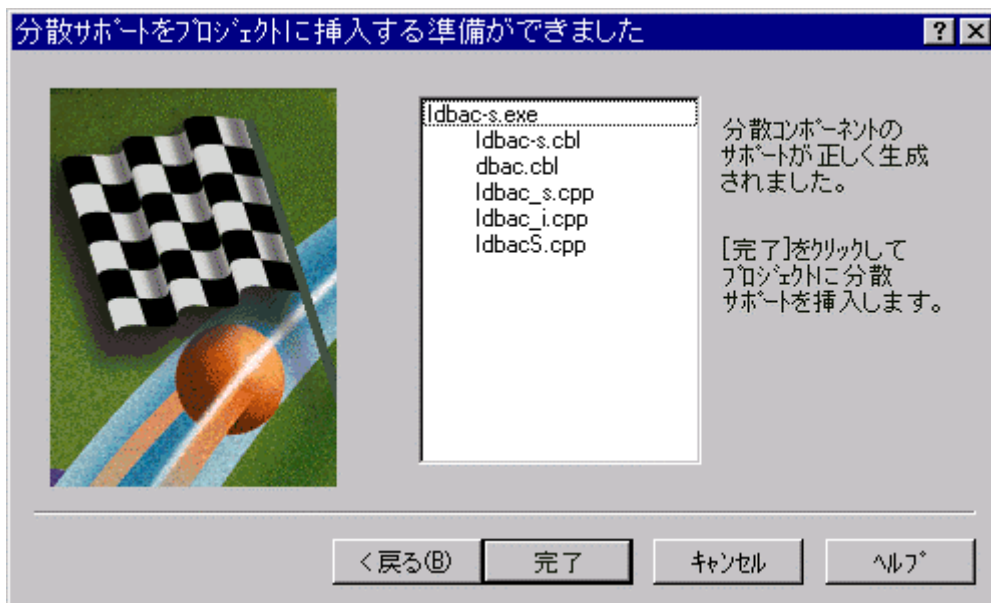 分散ｻﾎﾟｰﾄをﾌﾟﾛｼﾞｪｸﾄに挿入する準備ができました
ldbac-s.exe
ldbac-s.cbl
dbac.cbl
ldbac_s.cpp
ldbac_i.cpp
ldbacS.cpp
分散ｺﾝﾎﾟｰﾈﾝﾄの
ｻﾎﾟｰﾄが正しく生成
されました。
[完了]をｸﾘｯｸして
ﾌﾟﾛｼﾞｪｸﾄに分散
ｻﾎﾟｰﾄを挿入します。
< 戻る(B)
完了
ｷｬﾝｾﾙ
ﾍﾙﾌﾟ